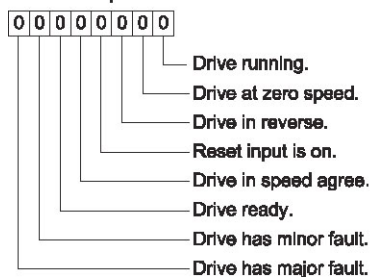 0 0 0 0 0 0 0 0
Drive running.
Drive at zero speed.
Drive in reverse.
Reset input is on.
Drive in speed agree.
Drive ready.
Drive has minor fault.
Drive has major fault.